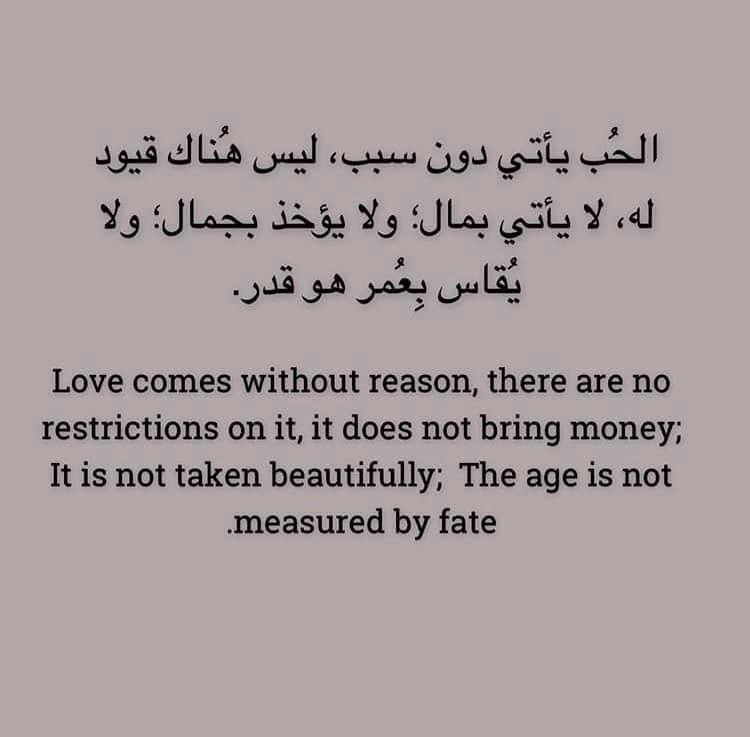 الحُب يأتي دون سبب، ليس هُناك قيود
له، لا يأتي بمال؛ ولا يؤخذ بجمال؛ ولا
يُقاس بِعُمر هو قدر.
Love comes without reason, there are no
restrictions on it, it does not bring money;
It is not taken beautifully;  The age is not
.measured by fate